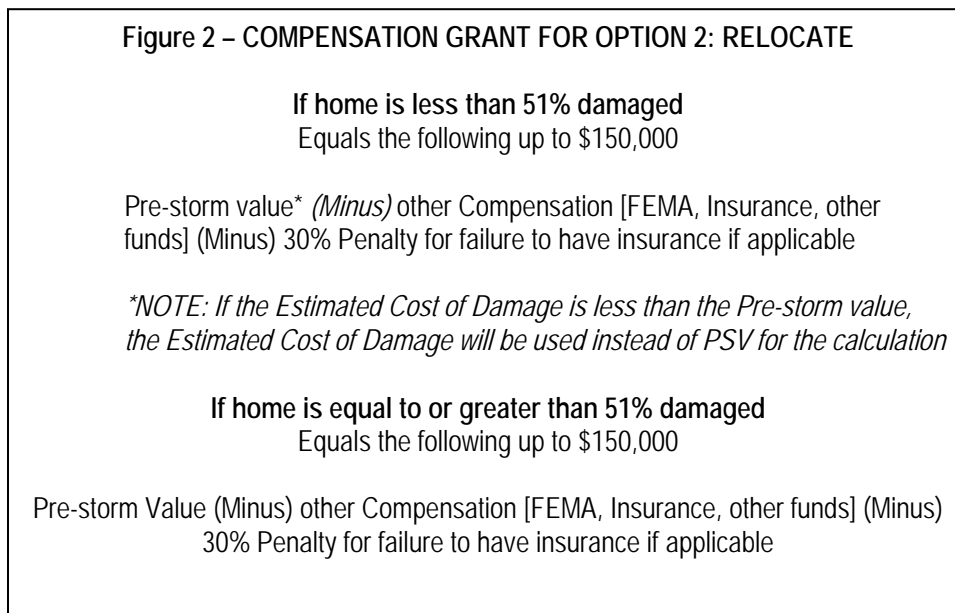 Figure 2 – COMPENSATION GRANT FOR OPTION 2: RELOCATE
If home is less than 51% damaged
Equals the following up to $150,000
Pre-storm value* (Minus) other Compensation [FEMA, Insurance, other
funds] (Minus) 30% Penalty for failure to have insurance if applicable
*NOTE: If the Estimated Cost of Damage is less than the Pre-storm value,
the Estimated Cost of Damage will be used instead of PSV for the calculation
If home is equal to or greater than 51% damaged
Equals the following up to $150,000
Pre-storm Value (Minus) other Compensation [FEMA, Insurance, other funds] (Minus)
30% Penalty for failure to have insurance if applicable